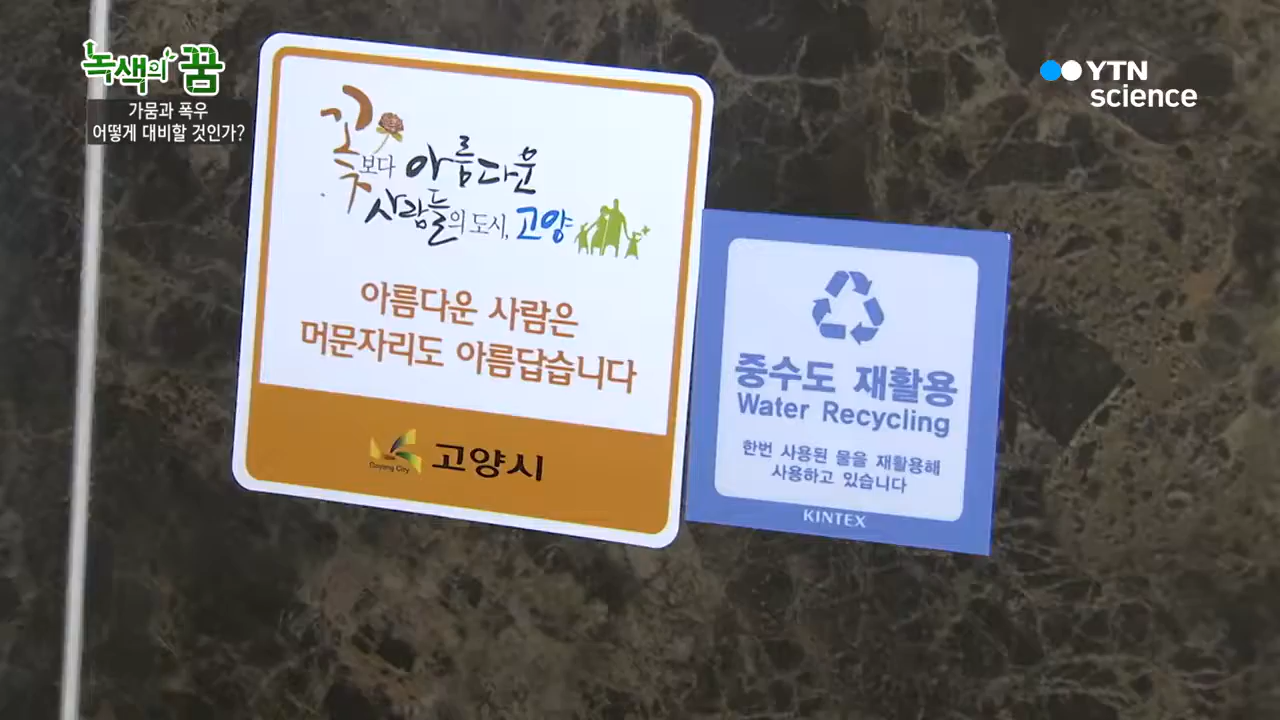 녹색의 꿈
가뭄과 폭우
어떻게 대비할 것인가?
YTN
science
꽃보다 아름다운
사람들의 도시, 고양
아름다운 사람은
머문자리도 아름답습니다
Goyang City 고양시
중수도 재활용
Water Recycling
한번 사용된 물을 재활용해
사용하고 있습니다
KINTEX